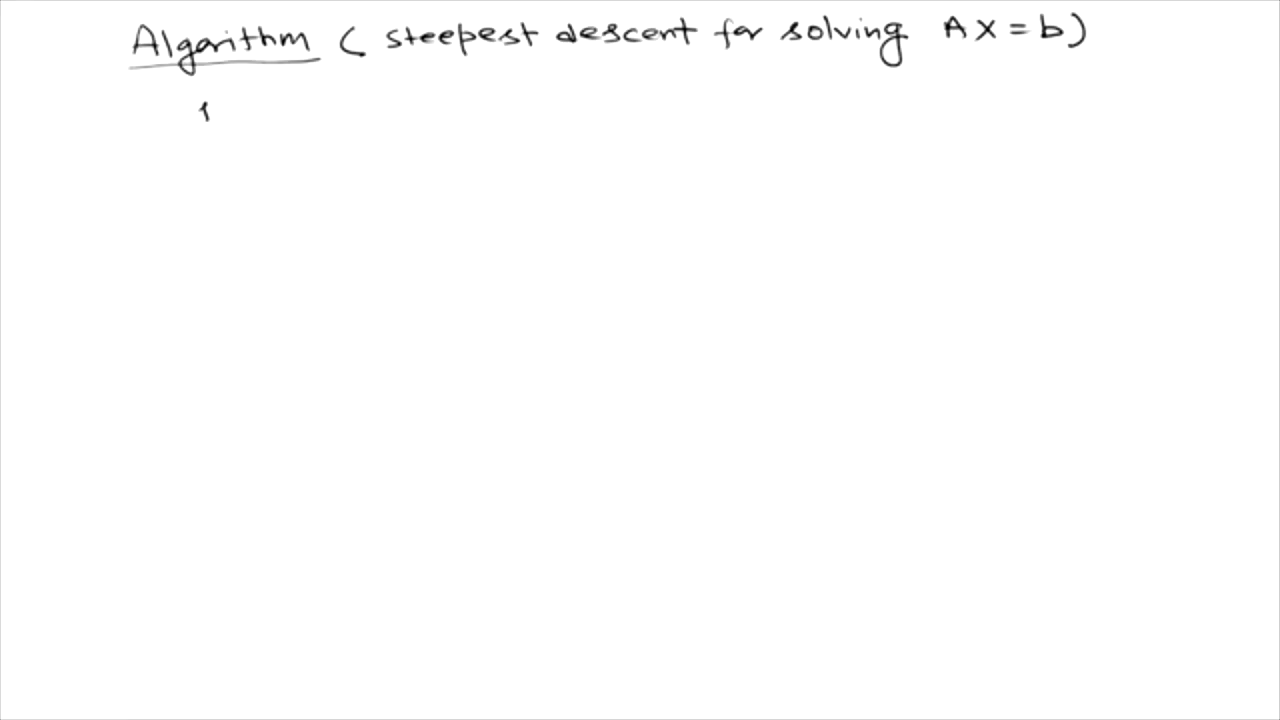 Algorithm ( steepest descent for solving AX = b)
1